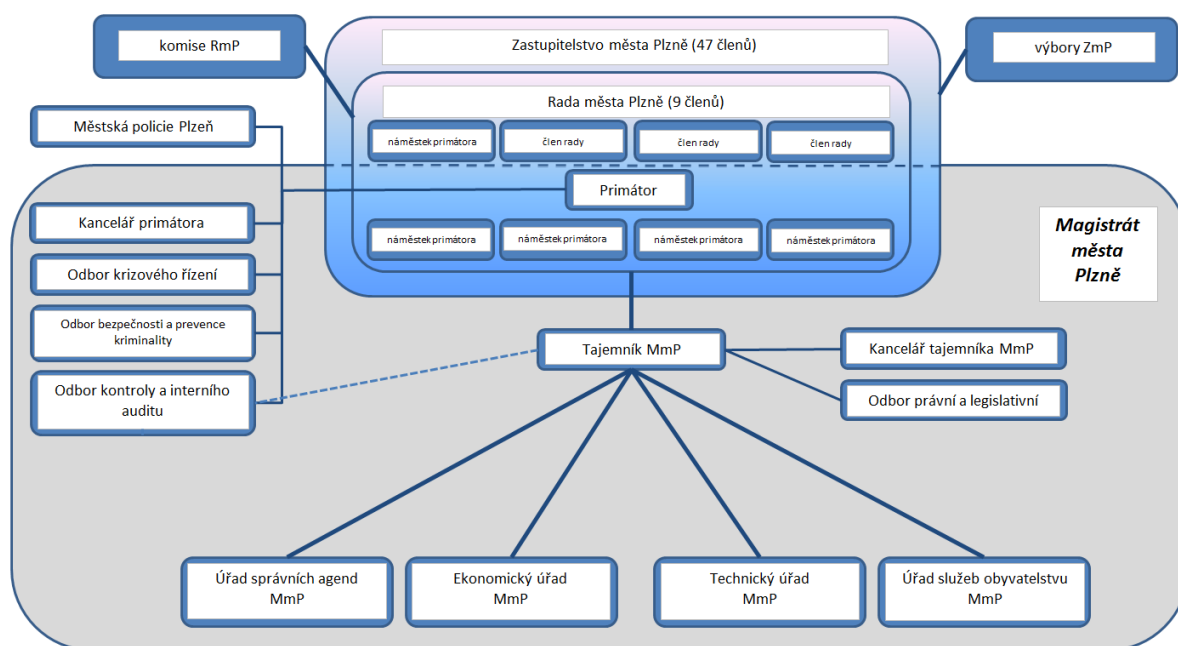 komise RmP
Zastupitelstvo města Plzně (47 členů)
výbory ZmP
Rada města Plzně (9 členů)
Městská policie Plzeň
náměstek primátora
člen rady
člen rady
člen rady
Primátor
Kancelář primátora
náměstek primátora
náměstek primátora
náměstek primátora
náměstek primátora
Magistrát
města
Plzně
Odbor krizového řízení
Odbor bezpečnosti a prevence
kriminality
Tajemník MmP
Kancelář tajemníka MmP
Odbor kontroly a interního
auditu
Odbor právní a legislativní
Úřad správních agend
MmP
Ekonomický úřad
MmP
Technický úřad
MmP
Úřad služeb obyvatelstvu
MmP